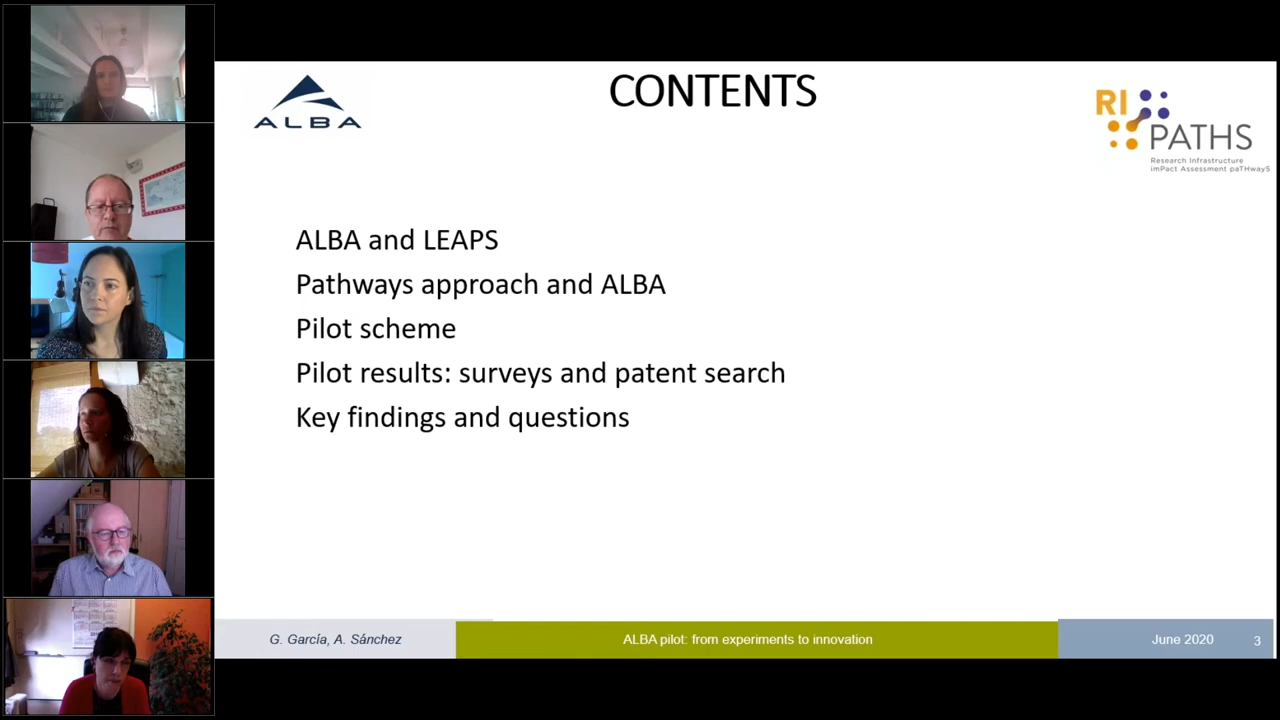 CONTENTS
ALBA
RI
PATHS
Research Infrastructure
imPact Assessment paTHwayS
ALBA and LEAPS
Pathways approach and ALBA
Pilot scheme
Pilot results: surveys and patent search
Key findings and questions
G. García, A. Sánchez
ALBA pilot: from experiments to innovation
June 2020
3